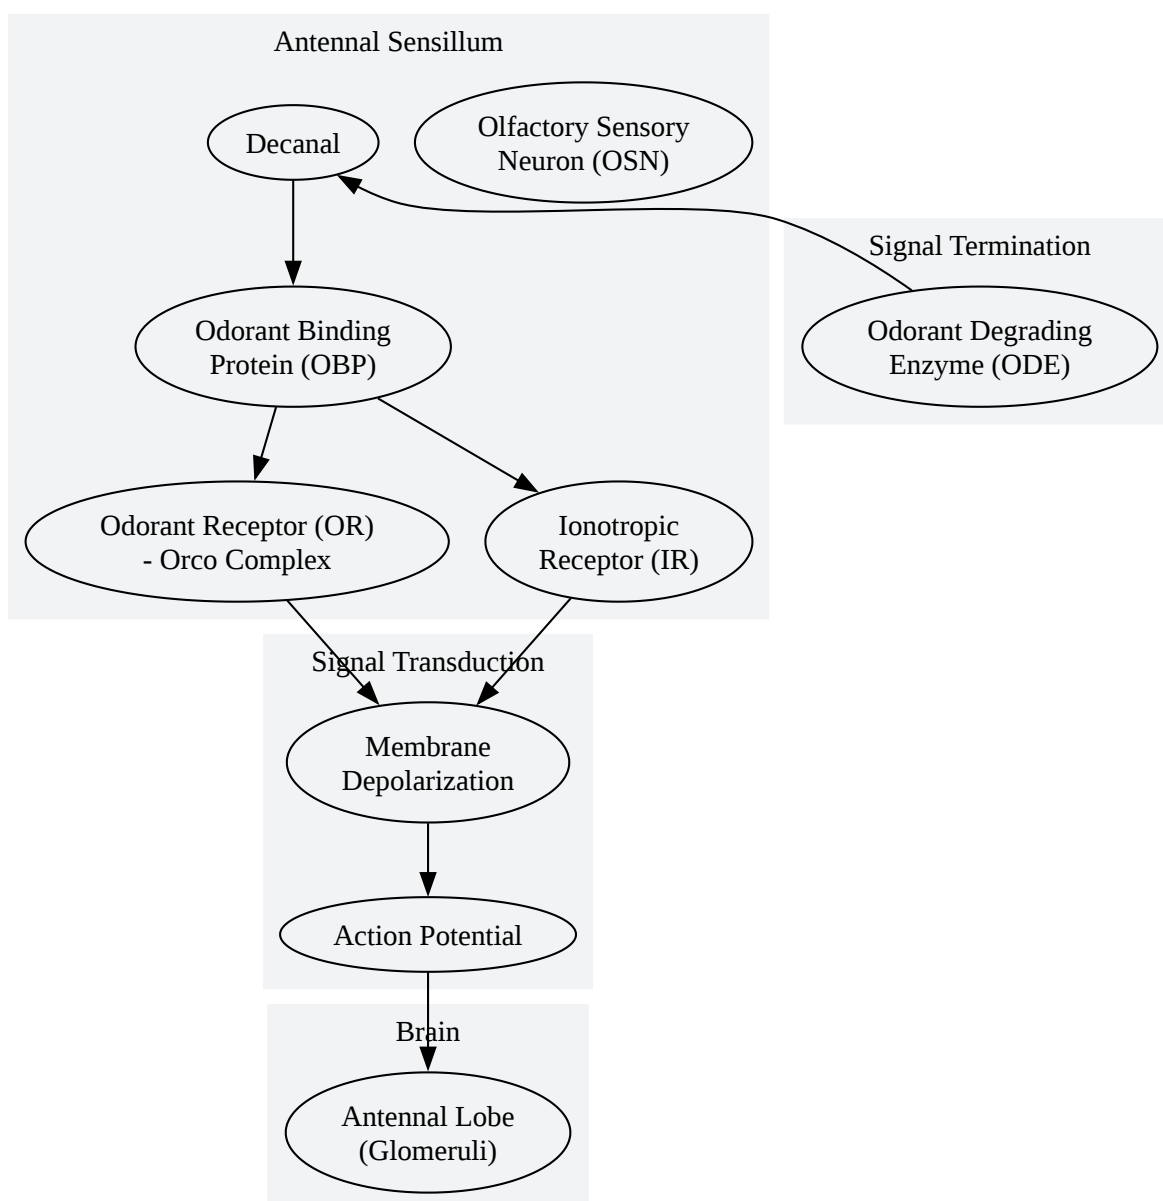 Antennal Sensillum
Decanal
Olfactory Sensory
Neuron (OSN)
Signal Termination
Odorant Binding
Protein (OBP)
Odorant Degrading
Enzyme (ODE)
Odorant Receptor (OR)
- Orco Complex
Ionotropic
Receptor (IR)
Signal Transduction
Membrane
Depolarization
Action Potential
Brain
Antennal Lobe
(Glomeruli)